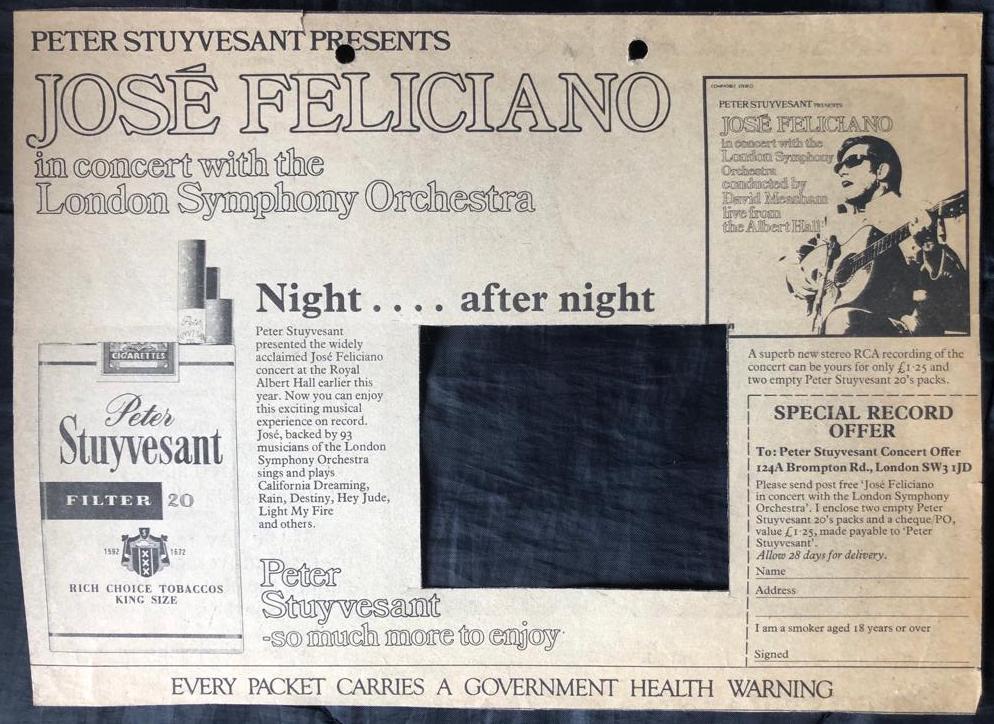 PETER STUYVESANT PRESENTS
JOSÉ FELICIANO
in concert with the
London Symphony Orchestra
COMPATIBLE STEREO
PETER STUYVESANT PRESENTS
JOSÉ FELICIANO
in concert with the
London Symphony
Orchestra
conducted by
David Measham
live from
the Albert Hall
Night .... after night
Peter Stuyvesant
presented the widely
acclaimed José Feliciano
concert at the Royal
Albert Hall earlier this
year. Now you can enjoy
this exciting musical
experience on record.
José, backed by 93
musicians of the London
Symphony Orchestra
sings and plays
California Dreaming,
Rain, Destiny, Hey Jude,
Light My Fire
and others.
Peter
Stuyvesant
-so much more to enjoy
CIGARETTES
Peter
Stuyvesant
FILTER 20
1592 1672
RICH CHOICE TOBACCOS
KING SIZE
A superb new stereo RCA recording of the
concert can be yours for only £1·25 and
two empty Peter Stuyvesant 20's packs.
SPECIAL RECORD
OFFER
To: Peter Stuyvesant Concert Offer
124A Brompton Rd., London SW3 1JD
Please send post free 'José Feliciano
in concert with the London Symphony
Orchestra'. I enclose two empty Peter
Stuyvesant 20's packs and a cheque/PO,
value £1·25, made payable to 'Peter
Stuyvesant'.
Allow 28 days for delivery.
Name
Address
I am a smoker aged 18 years or over
Signed
EVERY PACKET CARRIES A GOVERNMENT HEALTH WARNING